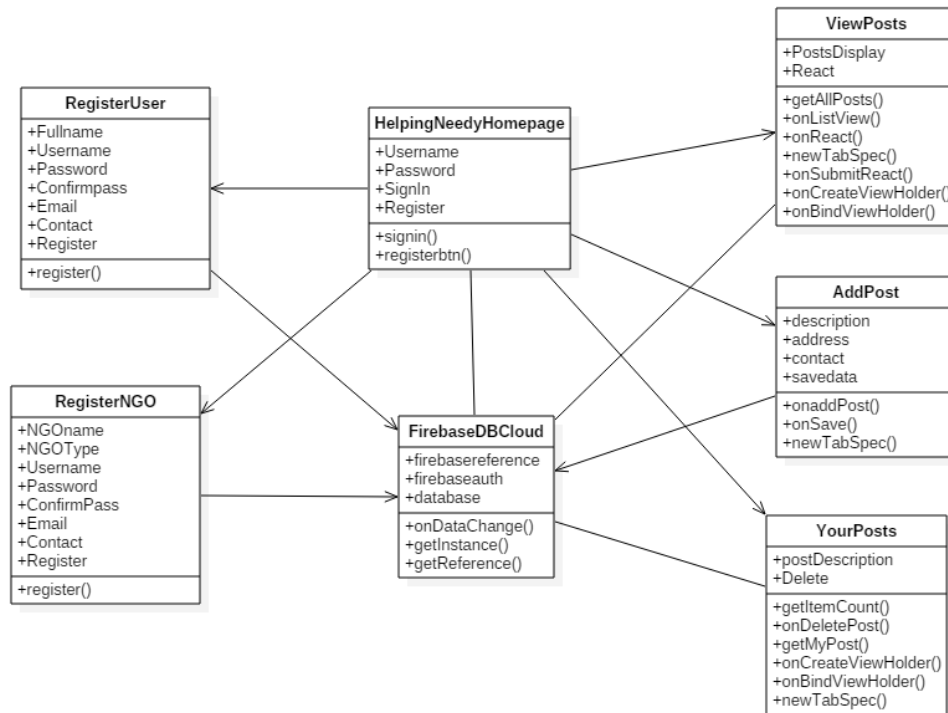 RegisterUser
+Fullname
+Username
+Password
+Confirmpass
+Email
+Contact
+Register
+register()
RegisterNGO
+NGOname
+NGOType
+Username
+Password
+ConfirmPass
+Email
+Contact
+Register
+register()
HelpingNeedyHomepage
+Username
+Password
+SignIn
+Register
+signin()
+registerbtn()
FirebaseDBCloud
+firebasereference
+firebaseauth
+database
+onDataChange()
+getInstance()
+getReference()
ViewPosts
+PostsDisplay
+React
+getAllPosts()
+onListView()
+onReact()
+newTabSpec()
+onSubmitReact()
+onCreateViewHolder()
+onBindViewHolder()
AddPost
+description
+address
+contact
+savedata
+onaddPost()
+onSave()
+newTabSpec()
YourPosts
+postDescription
+Delete
+getItemCount()
+onDeletePost()
+getMyPost()
+onCreateViewHolder()
+onBindViewHolder()
+newTabSpec()